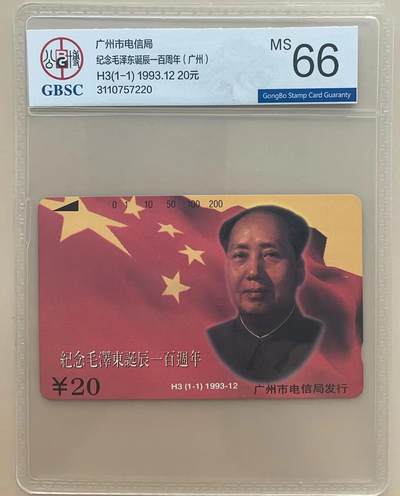 公博
GB
GBSC
广州市电信局
纪念毛泽东诞辰一百周年(广州)
H3(1-1) 1993.12 20元
3110757220
MS 66
GongBo Stamp Card Guaranty
0 1 10 50 100 200
紀念毛澤東誕辰一百週年
¥20
H3 (1-1) 1993-12
广州市电信局发行